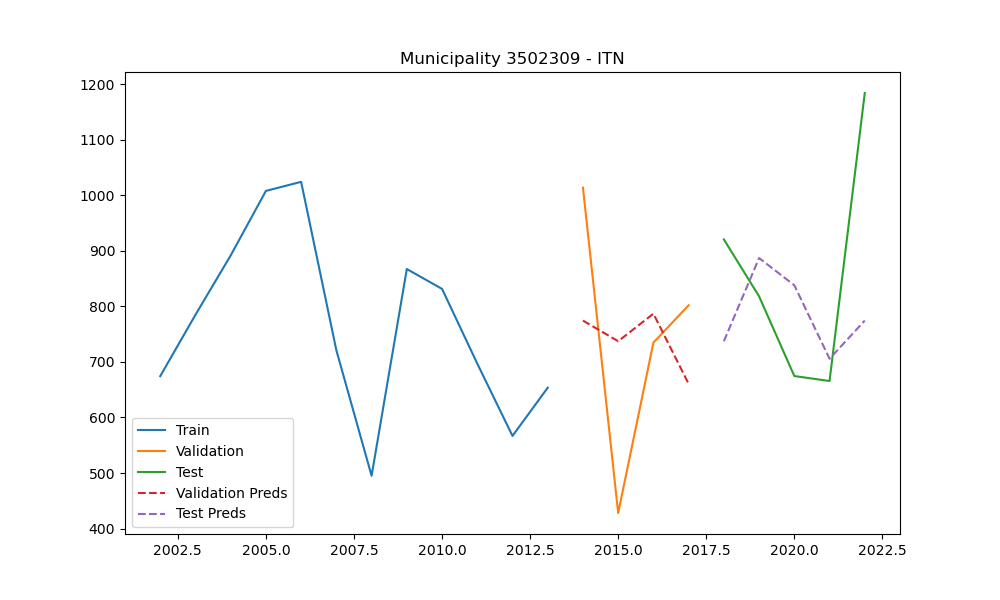 Municipality 3502309 - ITN
1200
1100
1000
900
800
700
600
500
400
Train
Validation
Test
Validation Preds
Test Preds
2002.5 2005.0 2007.5 2010.0 2012.5 2015.0 2017.5 2020.0 2022.5